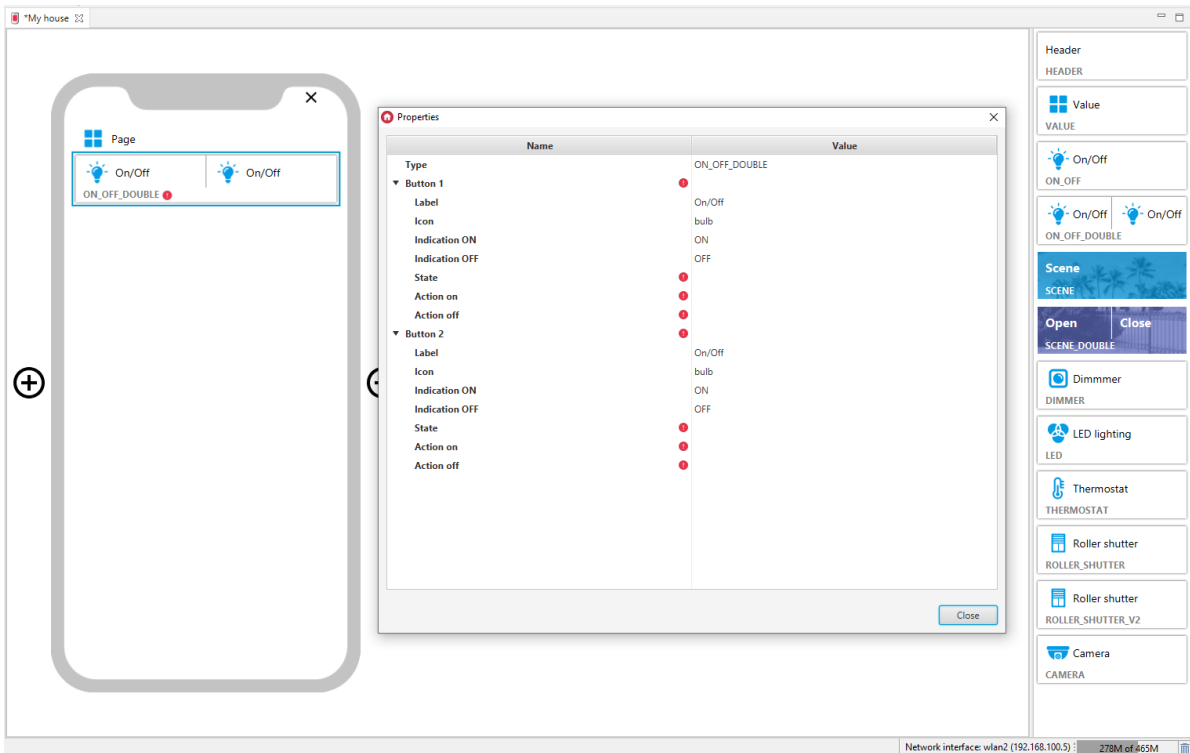 *My house
Page
On/Off On/Off
ON_OFF_DOUBLE
Properties
Name Value
Type ON_OFF_DOUBLE
Button 1
Label On/Off
Icon bulb
Indication ON ON
Indication OFF OFF
State
Action on
Action off
Button 2
Label On/Off
Icon bulb
Indication ON ON
Indication OFF OFF
State
Action on
Action off
Close
Header
HEADER
Value
VALUE
On/Off
ON_OFF
On/Off On/Off
ON_OFF_DOUBLE
Scene
SCENE
Open Close
SCENE_DOUBLE
Dimmmer
DIMMER
LED lighting
LED
Thermostat
THERMOSTAT
Roller shutter
ROLLER_SHUTTER
Roller shutter
ROLLER_SHUTTER_V2
Camera
CAMERA
Network interface: wlan2 (192.168.100.5) 278M of 465M